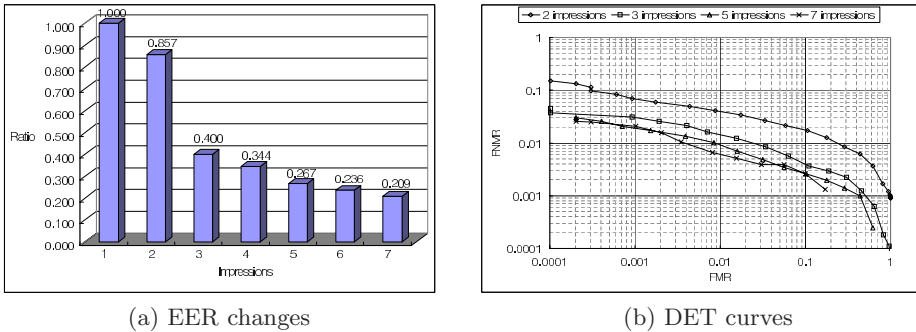 1.000
0.900
0.800
0.700
0.600
0.500
0.400
0.300
0.200
0.100
0.000
Ratio
1.000
0.857
0.400
0.344
0.267
0.236
0.209
1 2 3 4 5 6 7
Impressions
(a) EER changes
2 impressions 3 impressions 5 impressions 7 impressions
1
0.1
0.01
0.001
0.0001
FNMR
0.0001 0.001 0.01 0.1 1
FMR
(b) DET curves